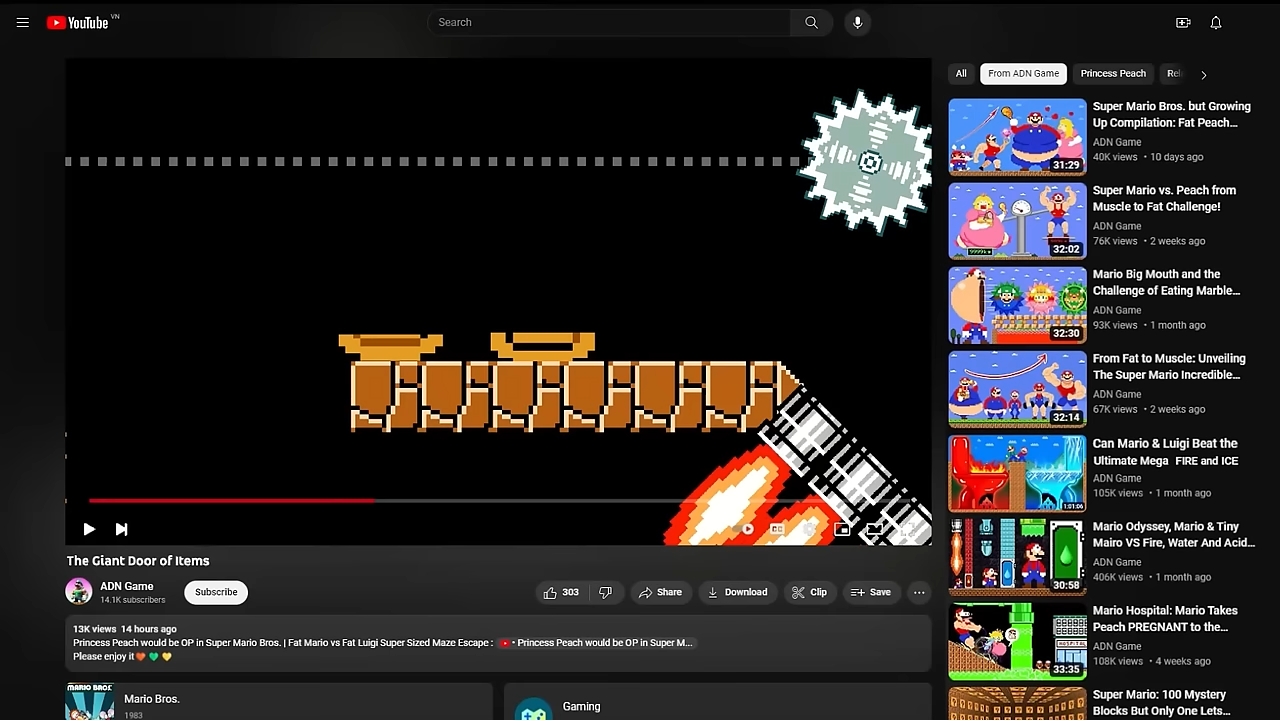 YouTube VN
Search
The Giant Door of Items
ADN Game
14.1K subscribers
Subscribe
303
Share
Download
Clip
Save
13K views 14 hours ago
Princess Peach would be OP in Super Mario Bros. | Fat Mario vs Fat Luigi Super Sized Maze Escape : • Princess Peach would be OP in Super M...
Please enjoy it
MARIO BROS.
Mario Bros.
1983
Gaming
All
From ADN Game
Princess Peach
Rel
Super Mario Bros. but Growing
Up Compilation: Fat Peach...
ADN Game
40K views • 10 days ago
31:29
Super Mario vs. Peach from
Muscle to Fat Challenge!
ADN Game
76K views • 2 weeks ago
32:02
Mario Big Mouth and the
Challenge of Eating Marble...
ADN Game
93K views • 1 month ago
32:30
From Fat to Muscle: Unveiling
The Super Mario Incredible...
ADN Game
67K views • 2 weeks ago
32:14
Can Mario & Luigi Beat the
Ultimate Mega FIRE and ICE
ADN Game
105K views • 1 month ago
1:01:06
Mario Odyssey, Mario & Tiny
Mairo VS Fire, Water And Acid...
ADN Game
406K views • 1 month ago
30:58
Mario Hospital: Mario Takes
Peach PREGNANT to the...
ADN Game
108K views • 4 weeks ago
33:35
Super Mario: 100 Mystery
Blocks But Only One Lets...